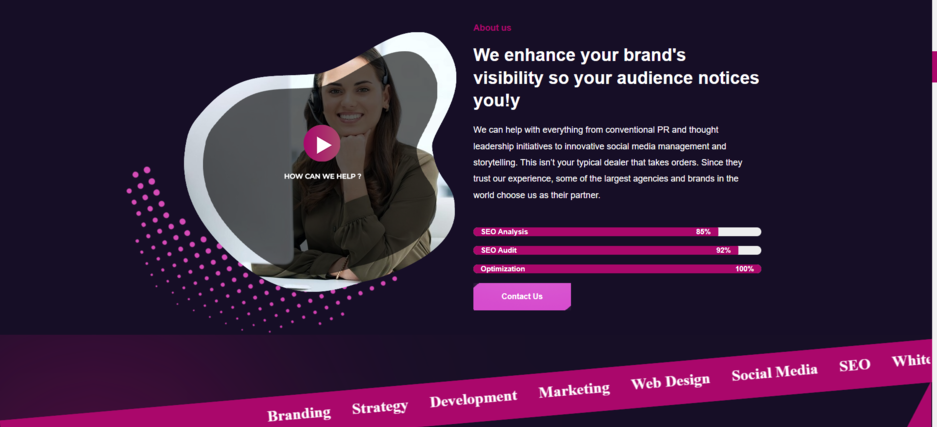 About us
We enhance your brand's
visibility so your audience notices
you!y
We can help with everything from conventional PR and thought
leadership initiatives to innovative social media management and
storytelling. This isn't your typical dealer that takes orders. Since they
trust our experience, some of the largest agencies and brands in the
world choose us as their partner.
HOW CAN WE HELP ?
SEO Analysis 85%
SEO Audit 92%
Optimization 100%
Contact Us
Branding Strategy Development Marketing Web Design Social Media SEO White